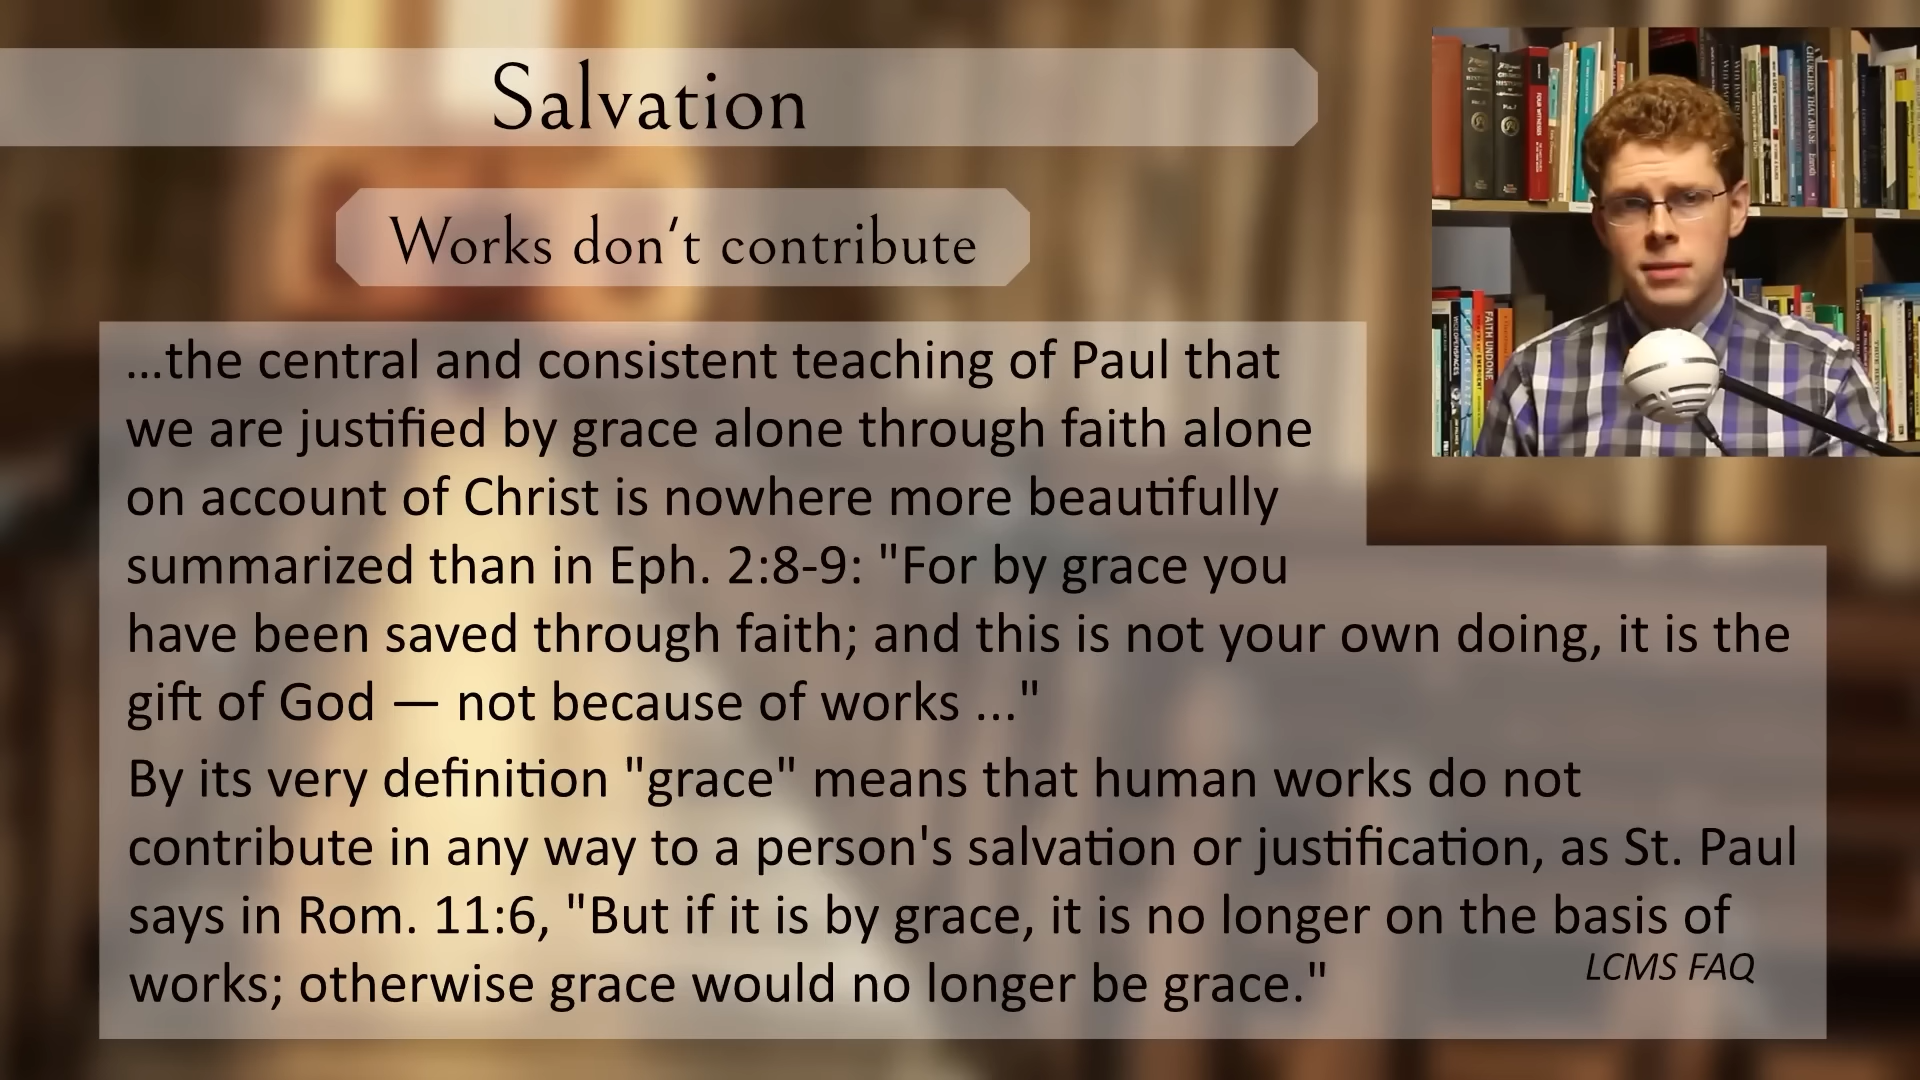 Salvation
Works don't contribute
...the central and consistent teaching of Paul that
we are justified by grace alone through faith alone
on account of Christ is nowhere more beautifully
summarized than in Eph. 2:8-9: "For by grace you
have been saved through faith; and this is not your own doing, it is the
gift of God — not because of works ..."
By its very definition "grace" means that human works do not
contribute in any way to a person's salvation or justification, as St. Paul
says in Rom. 11:6, "But if it is by grace, it is no longer on the basis of
works; otherwise grace would no longer be grace."
LCMS FAQ
CHURCHES THAT ABUSE
FAITH UNDONE